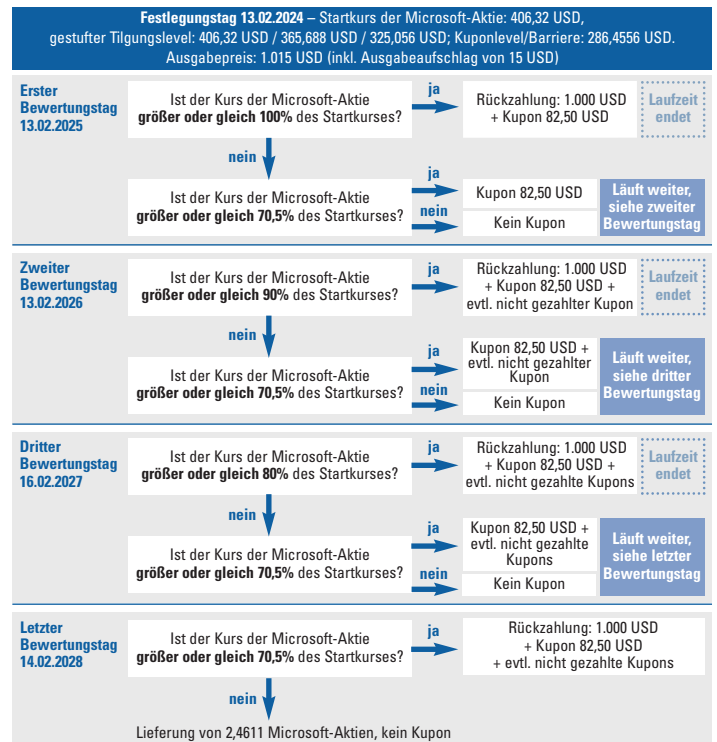 Festlegungstag 13.02.2024 – Startkurs der Microsoft-Aktie: 406,32 USD,
gestufter Tilgungslevel: 406,32 USD / 365,688 USD / 325,056 USD; Kuponlevel/Barriere: 286,4556 USD.
Ausgabepreis: 1.015 USD (inkl. Ausgabeaufschlag von 15 USD)
Erster
Bewertungstag
13.02.2025
Ist der Kurs der Microsoft-Aktie
größer oder gleich 100% des Startkurses?
ja
Rückzahlung: 1.000 USD
+ Kupon 82,50 USD
Laufzeit
endet
nein
Ist der Kurs der Microsoft-Aktie
größer oder gleich 70,5% des Startkurses?
ja
Kupon 82,50 USD
nein
Kein Kupon
Läuft weiter,
siehe zweiter
Bewertungstag
Zweiter
Bewertungstag
13.02.2026
Ist der Kurs der Microsoft-Aktie
größer oder gleich 90% des Startkurses?
ja
Rückzahlung: 1.000 USD
+ Kupon 82,50 USD +
evtl. nicht gezahlter Kupon
Laufzeit
endet
nein
Ist der Kurs der Microsoft-Aktie
größer oder gleich 70,5% des Startkurses?
ja
Kupon 82,50 USD +
evtl. nicht gezahlter
Kupon
nein
Kein Kupon
Läuft weiter,
siehe dritter
Bewertungstag
Dritter
Bewertungstag
16.02.2027
Ist der Kurs der Microsoft-Aktie
größer oder gleich 80% des Startkurses?
ja
Rückzahlung: 1.000 USD
+ Kupon 82,50 USD +
evtl. nicht gezahlte Kupons
Laufzeit
endet
nein
Ist der Kurs der Microsoft-Aktie
größer oder gleich 70,5% des Startkurses?
ja
Kupon 82,50 USD +
evtl. nicht gezahlte
Kupons
nein
Kein Kupon
Läuft weiter,
siehe letzter
Bewertungstag
Letzter
Bewertungstag
14.02.2028
Ist der Kurs der Microsoft-Aktie
größer oder gleich 70,5% des Startkurses?
ja
Rückzahlung: 1.000 USD
+ Kupon 82,50 USD
+ evtl. nicht gezahlte Kupons
nein
Lieferung von 2,4611 Microsoft-Aktien, kein Kupon